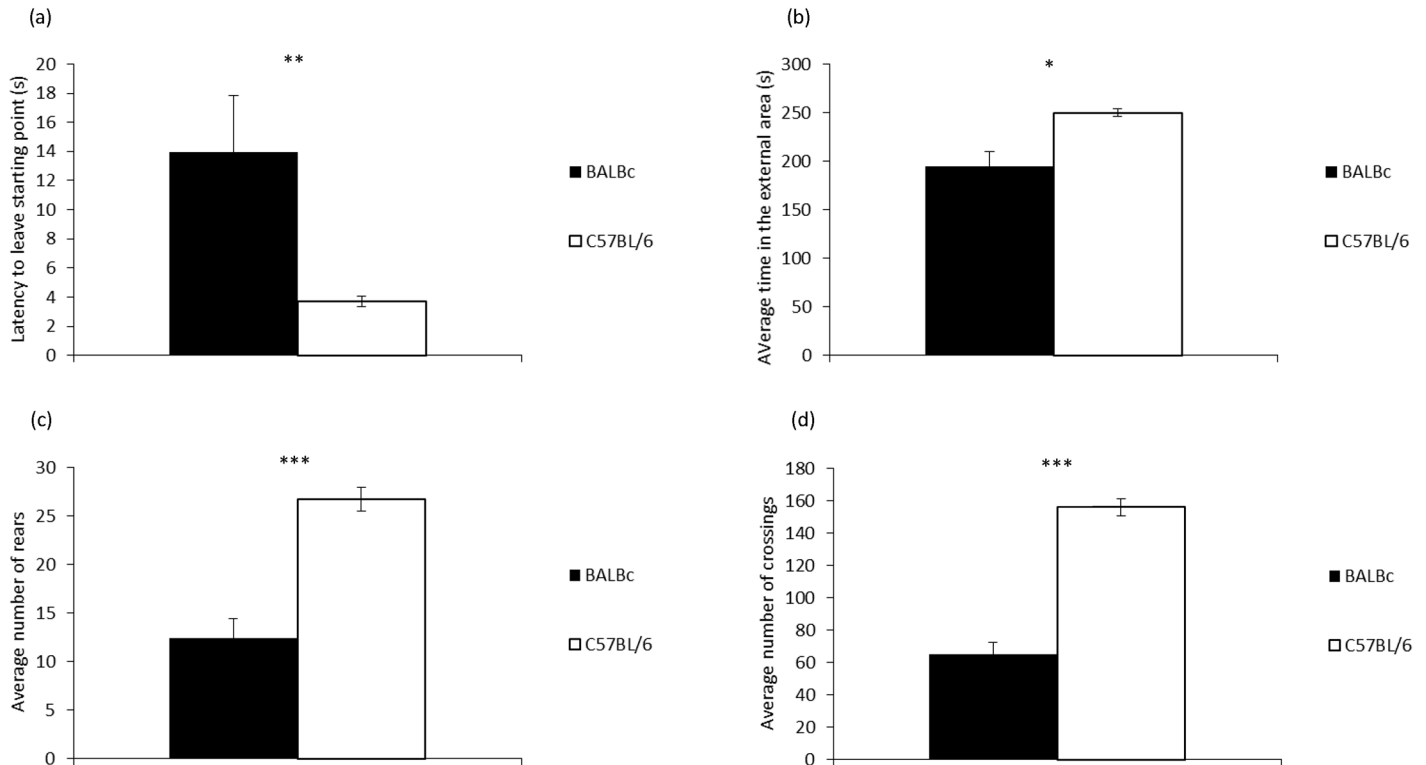 (a)
**
Latency to leave starting point (s)
20
18
16
14
12
10
8
6
4
2
0
BALBc
C57BL/6
(b)
*
AVerage time in the external area (s)
300
250
200
150
100
50
0
BALBc
C57BL/6
(c)
***
Average number of rears
30
25
20
15
10
5
0
BALBc
C57BL/6
(d)
***
Average number of crossings
180
160
140
120
100
80
60
40
20
0
BALBc
C57BL/6